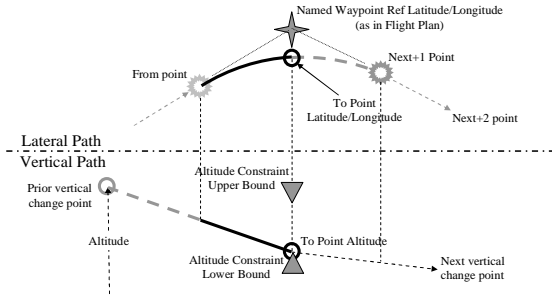 Named Waypoint Ref Latitude/Longitude
(as in Flight Plan)
Next+1 Point
From point
To Point
Latitude/Longitude
Next+2 point
Lateral Path
Vertical Path
Altitude Constraint
Upper Bound
Prior vertical
change point
Altitude
To Point Altitude
Altitude Constraint
Lower Bound
Next vertical
change point